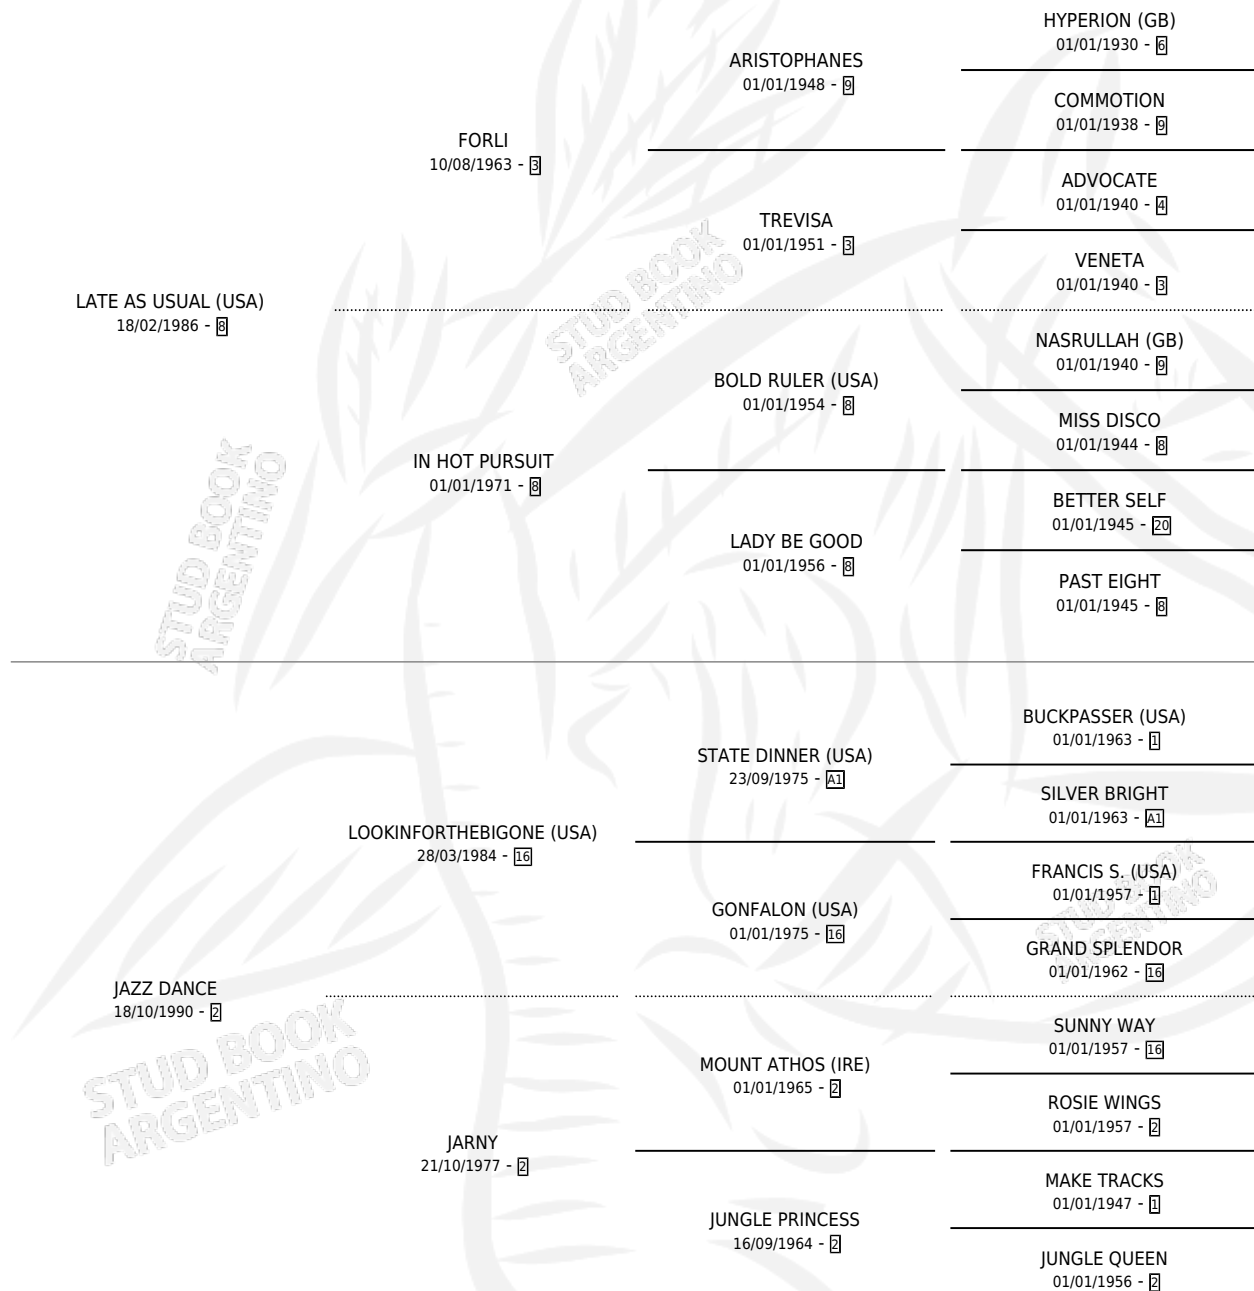 HYPERION (GB)
01/01/1930 - 6
ARISTOPHANES
01/01/1948 - 9
COMMOTION
01/01/1938 - 9
FORLI
10/08/1963 - 3
ADVOCATE
01/01/1940 - 4
TREVISA
01/01/1951 - 3
VENETA
01/01/1940 - 3
LATE AS USUAL (USA)
18/02/1986 - 8
NASRULLAH (GB)
01/01/1940 - 9
BOLD RULER (USA)
01/01/1954 - 8
MISS DISCO
01/01/1944 - 8
IN HOT PURSUIT
01/01/1971 - 8
BETTER SELF
01/01/1945 - 20
LADY BE GOOD
01/01/1956 - 8
PAST EIGHT
01/01/1945 - 8
BUCKPASSER (USA)
01/01/1963 - 1
STATE DINNER (USA)
23/09/1975 - A1
SILVER BRIGHT
01/01/1963 - A1
LOOKINFORTHEBIGONE (USA)
28/03/1984 - 16
FRANCIS S. (USA)
01/01/1957 - 1
GONFALON (USA)
01/01/1975 - 16
GRAND SPLENDOR
01/01/1962 - 16
JAZZ DANCE
18/10/1990 - 2
SUNNY WAY
01/01/1957 - 16
MOUNT ATHOS (IRE)
01/01/1965 - 2
ROSIE WINGS
01/01/1957 - 2
JARNY
21/10/1977 - 2
MAKE TRACKS
01/01/1947 - 1
JUNGLE PRINCESS
16/09/1964 - 2
JUNGLE QUEEN
01/01/1956 - 2
STUD BOOK
ARGENTINO
STUD BOOK
ARGENTINO
STUD BOOK
ARGENTINO
STUD BOOK
ARGENTINO